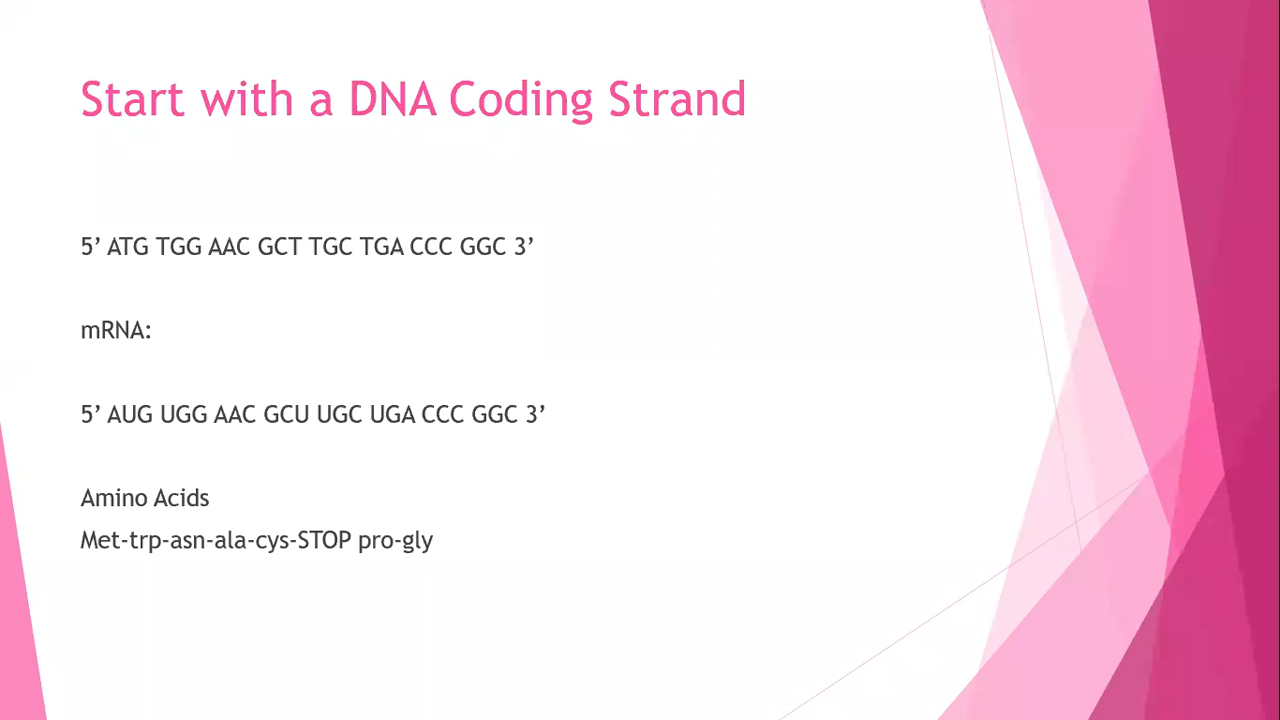 Start with a DNA Coding Strand
5’ ATG TGG AAC GCT TGC TGA CCC GGC 3’
mRNA:
5’ AUG UGG AAC GCU UGC UGA CCC GGC 3’
Amino Acids
Met-trp-asn-ala-cys-STOP pro-gly